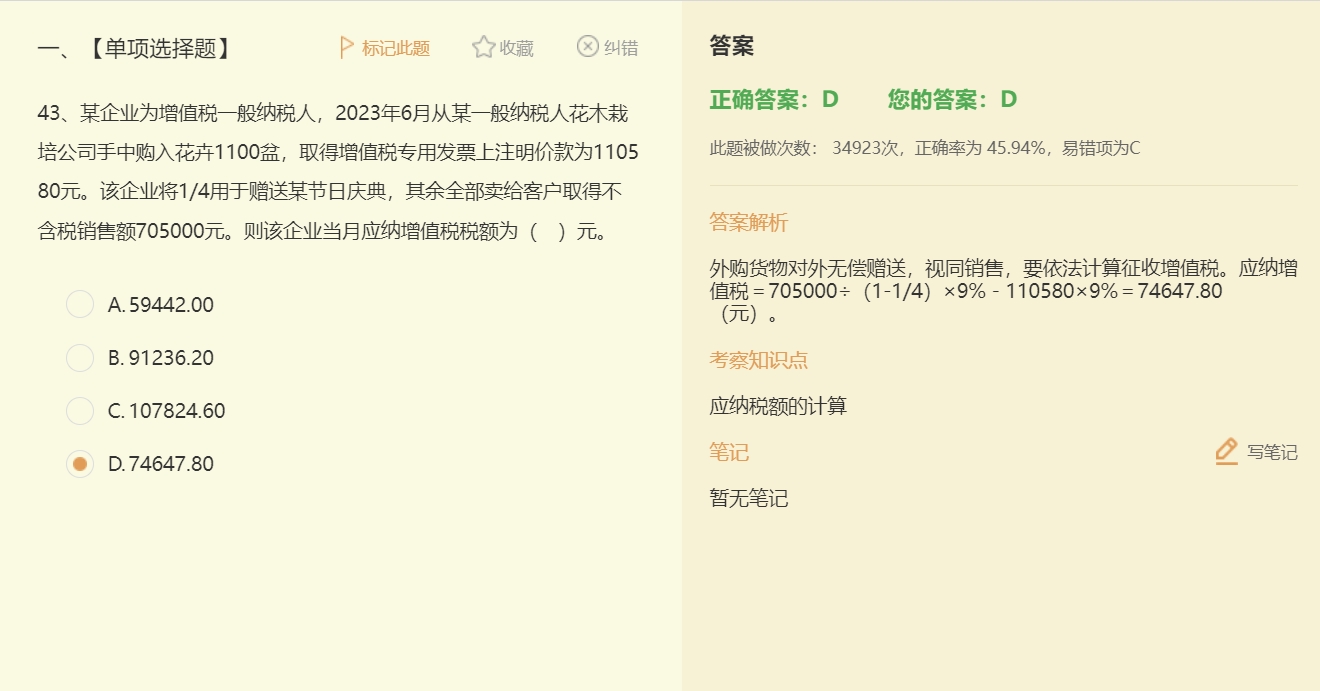 一、【单项选择题】
标记此题
收藏
纠错
43、某企业为增值税一般纳税人，2023年6月从某一般纳税人花木栽
培公司手中购入花卉1100盆，取得增值税专用发票上注明价款为1105
80元。该企业将1/4用于赠送某节日庆典，其余全部卖给客户取得不
含税销售额705000元。则该企业当月应纳增值税税额为（　）元。
A. 59442.00
B. 91236.20
C. 107824.60
D. 74647.80
答案
正确答案：D 您的答案：D
此题被做次数： 34923次，正确率为 45.94%，易错项为C
答案解析
外购货物对外无偿赠送，视同销售，要依法计算征收增值税。应纳增
值税＝705000÷（1-1/4）×9%－110580×9%＝74647.80
（元）。
考察知识点
应纳税额的计算
笔记
写笔记
暂无笔记